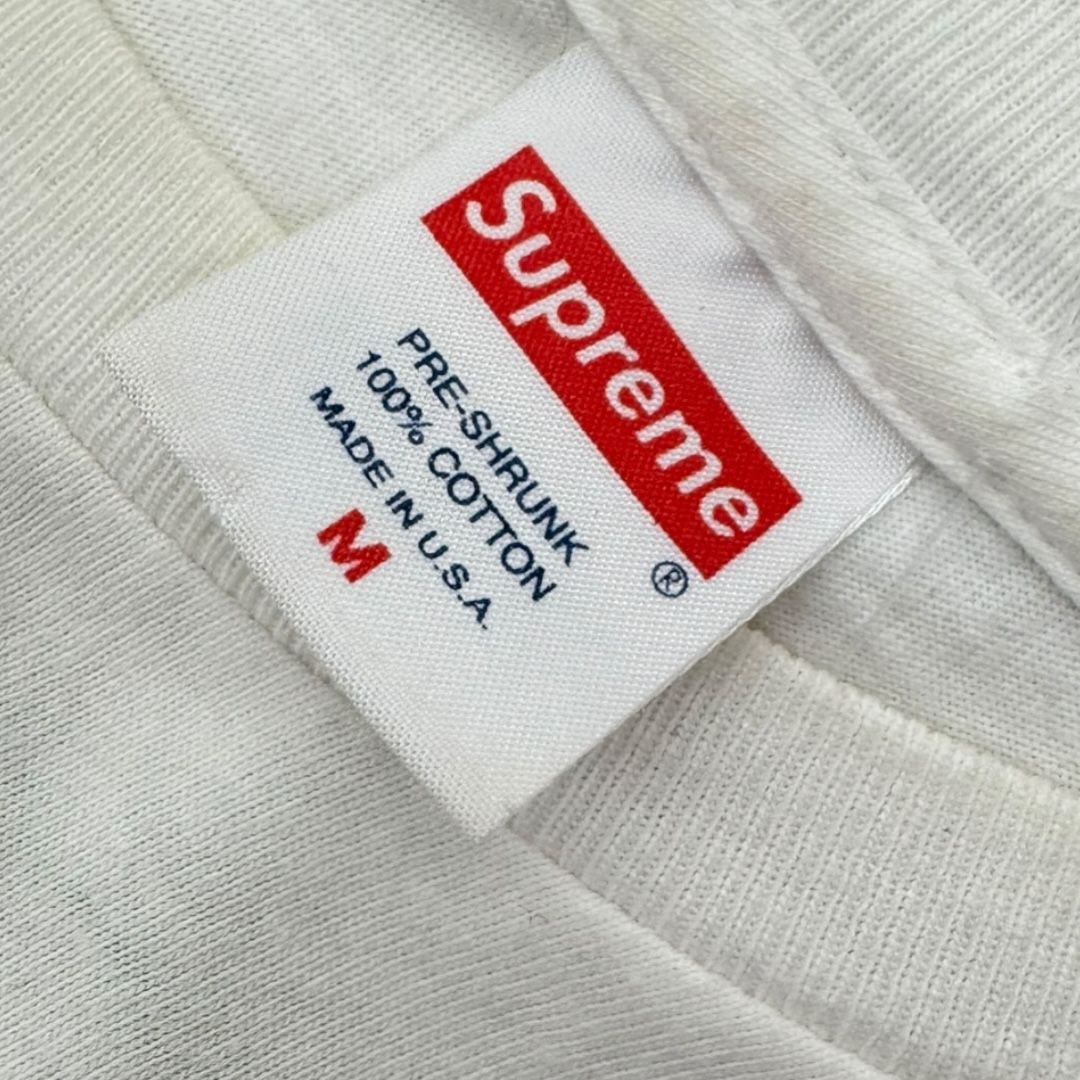 Supreme
®
PRE-SHRUNK
100% COTTON
MADE IN U.S.A.
M